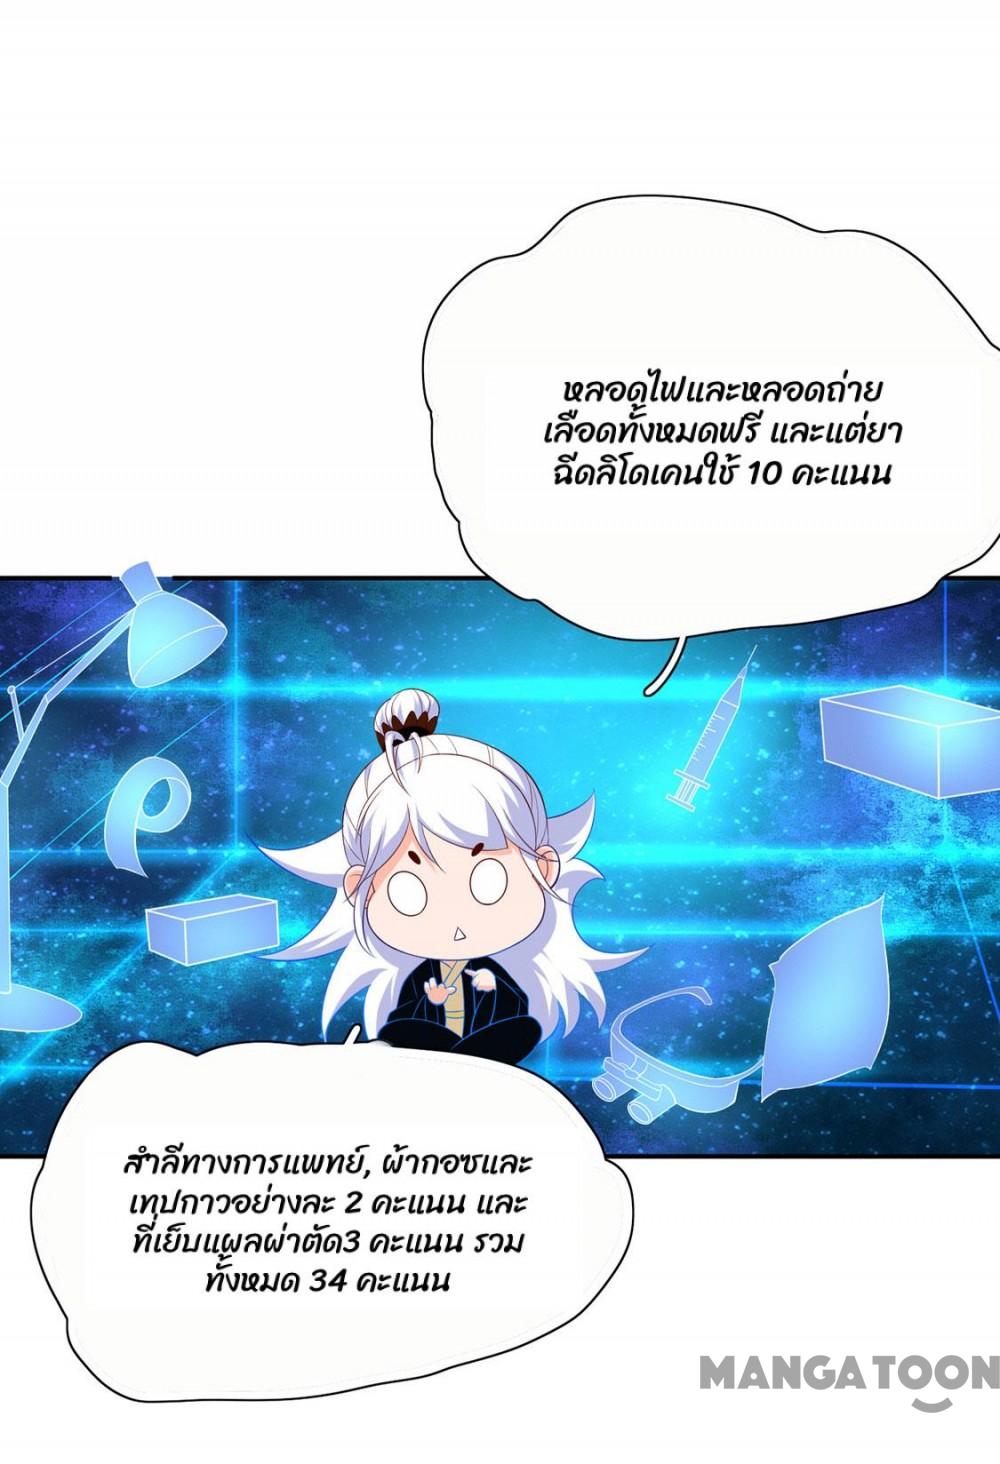 หลอดไฟและหลอดถ่าย
เลือดทั้งหมดฟรี และแต่ยา
ฉีดลิโดเคนใช้ 10 คะแนน
สำลีทางการแพทย์, ผ้ากอซและ
เทปกาวอย่างละ 2 คะแนน และ
ที่เย็บแผลผ่าตัด3 คะแนน รวม
ทั้งหมด 34 คะแนน
MANGATOON